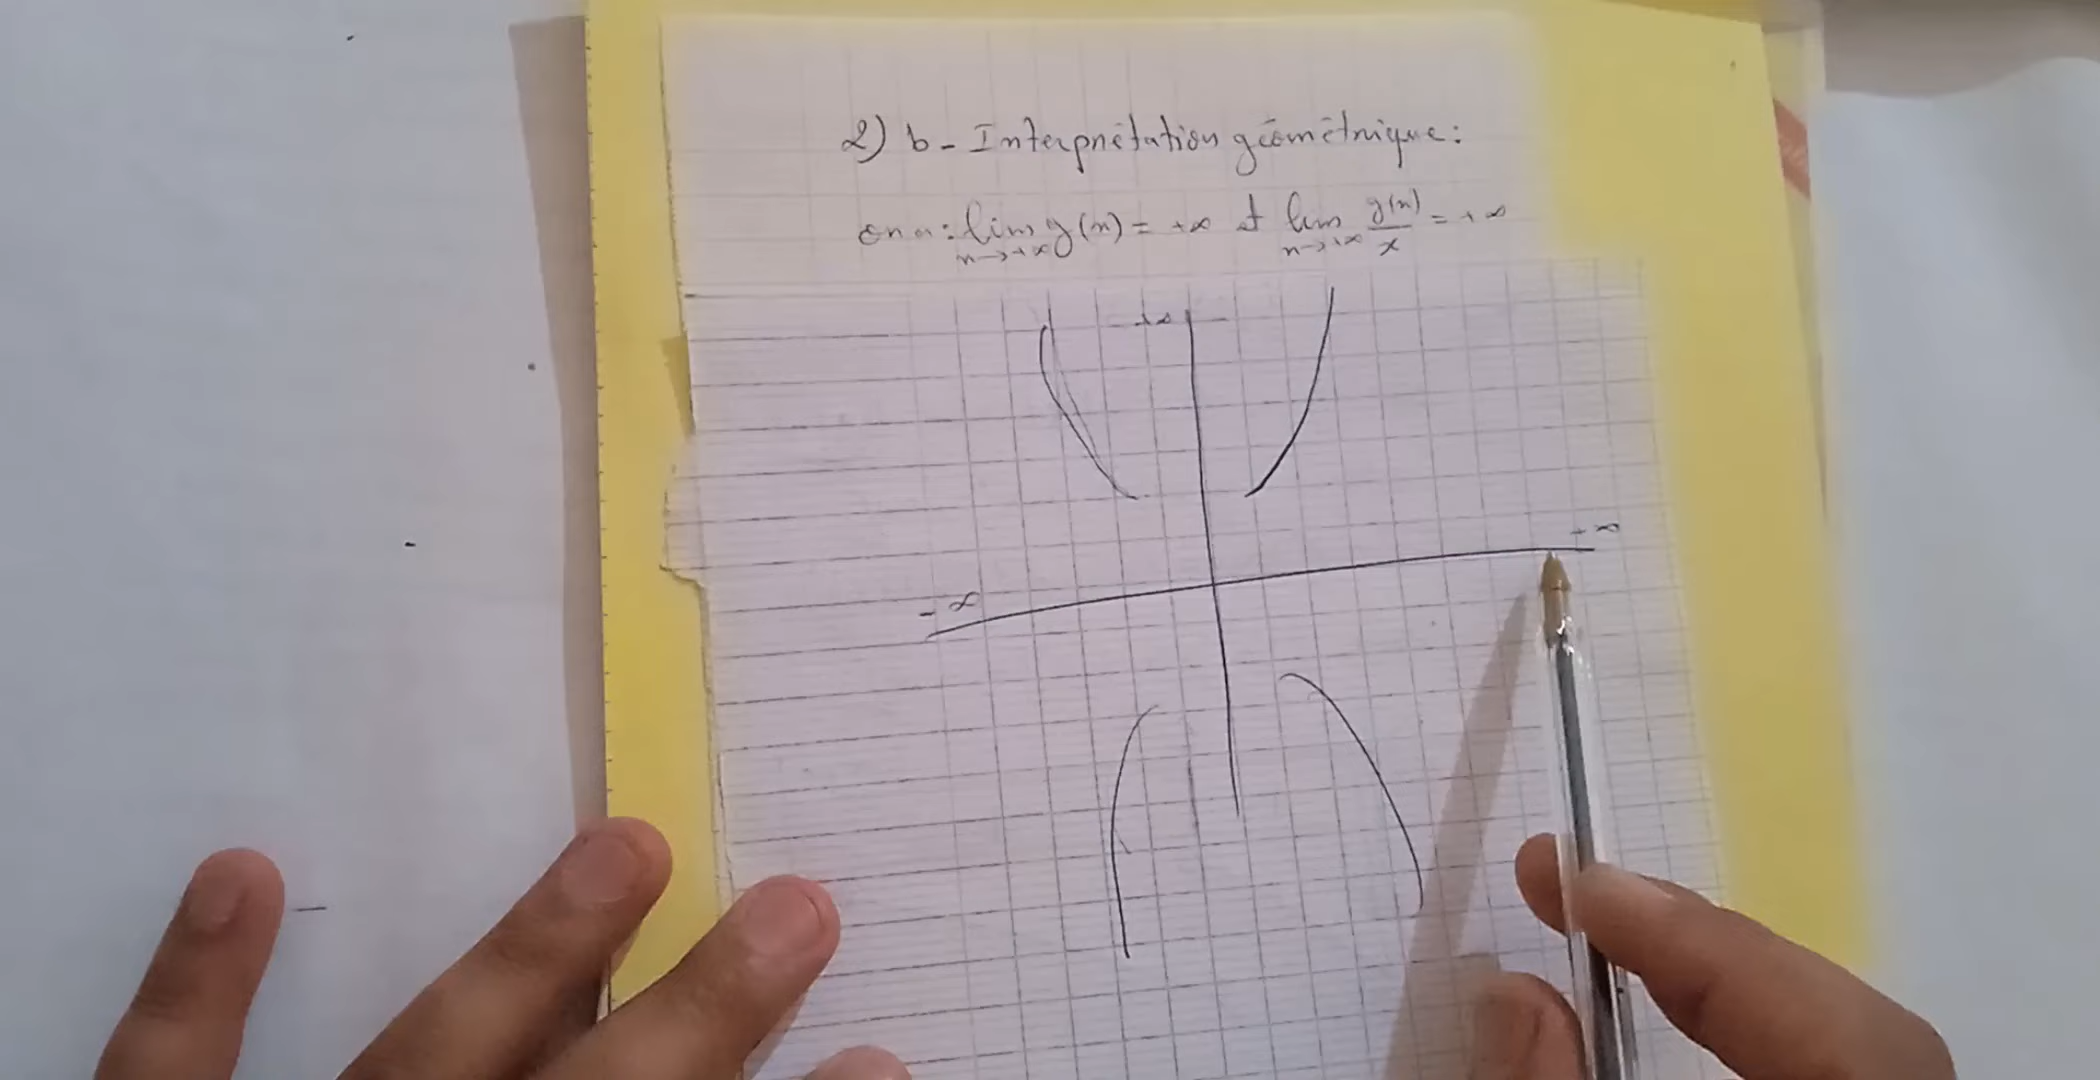 2) b - Interprétation géométrique:
on a: lim g(x) = +∞ et lim g(x)/x = +∞
x→+∞ x→+∞
+∞
+∞
-∞